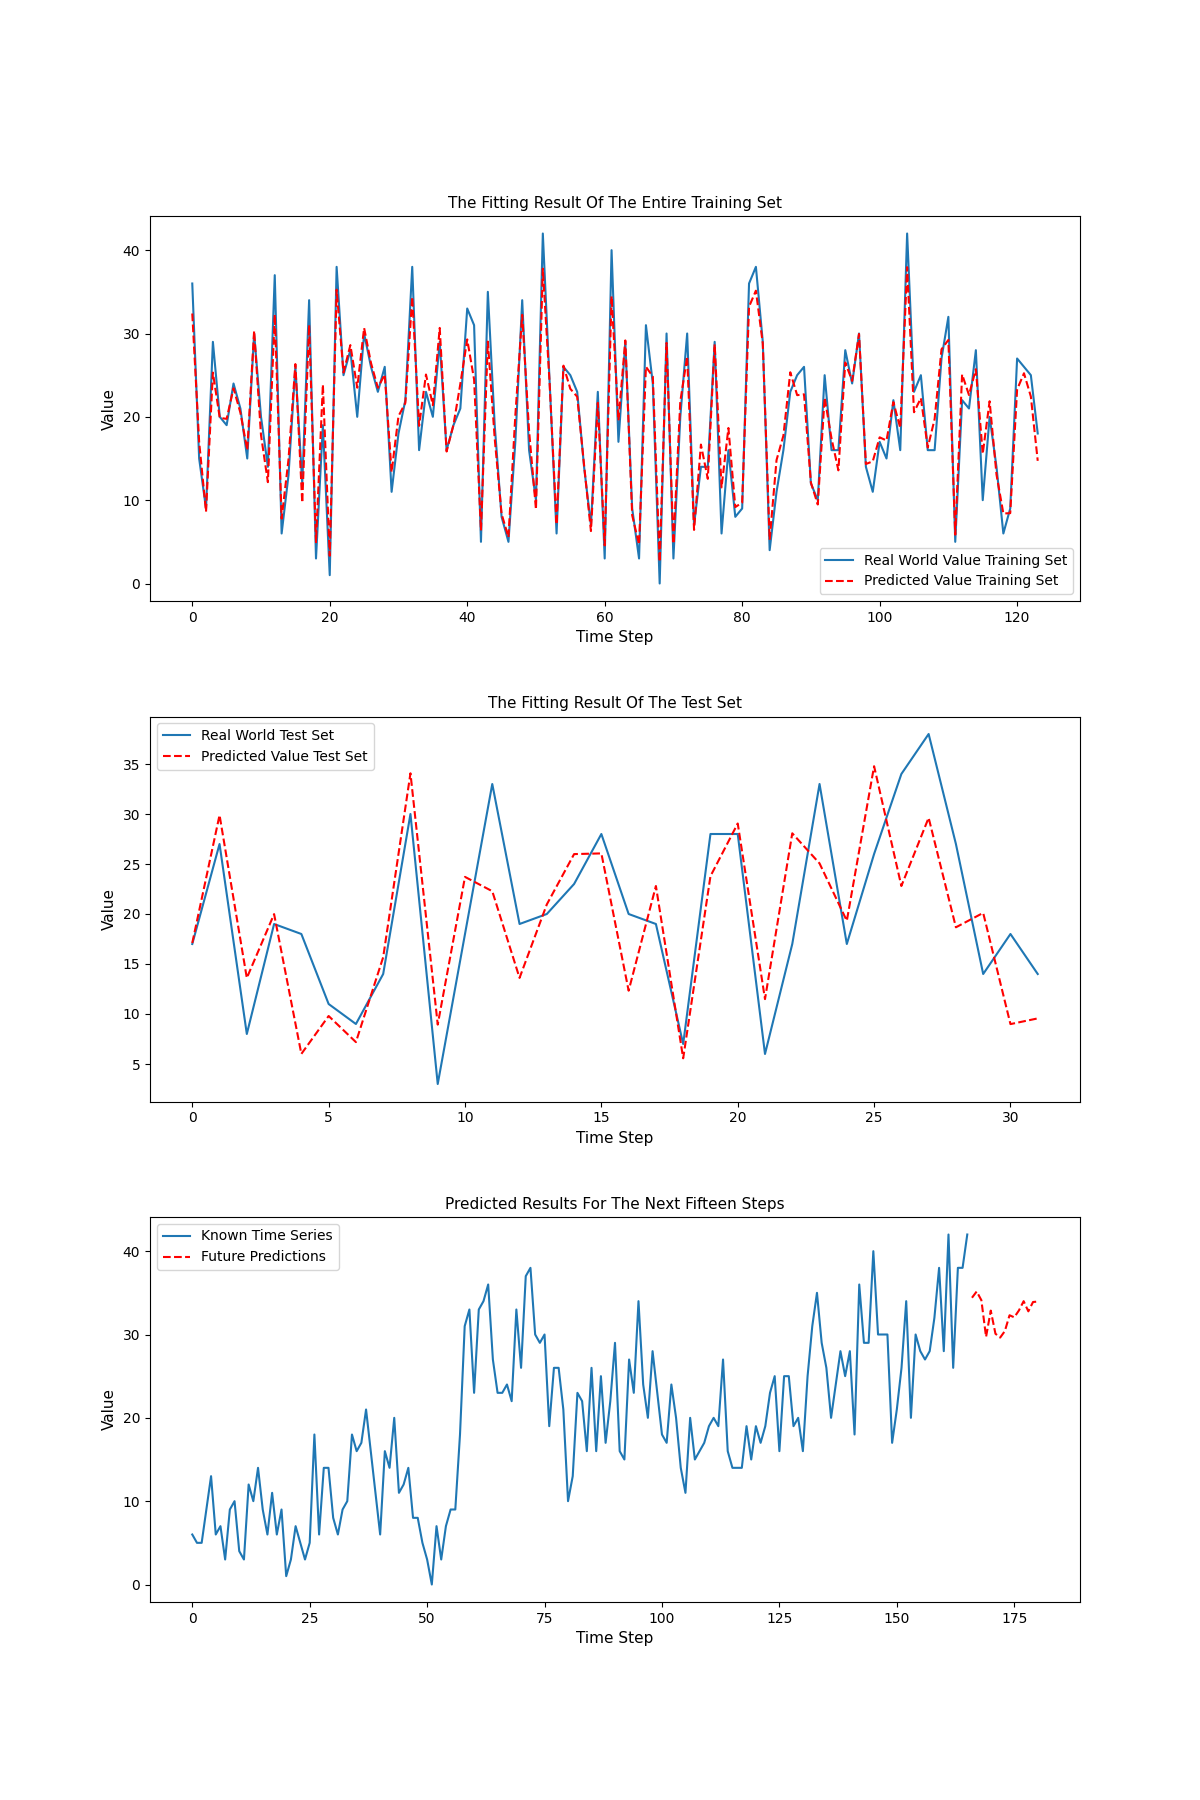 The Fitting Result Of The Entire Training Set
Value
40
30
20
10
0
Real World Value Training Set
Predicted Value Training Set
0 20 40 60 80 100 120
Time Step
The Fitting Result Of The Test Set
Real World Test Set
Predicted Value Test Set
Value
35
30
25
20
15
10
5
0 5 10 15 20 25 30
Time Step
Predicted Results For The Next Fifteen Steps
Known Time Series
Future Predictions
Value
40
30
20
10
0
0 25 50 75 100 125 150 175
Time Step